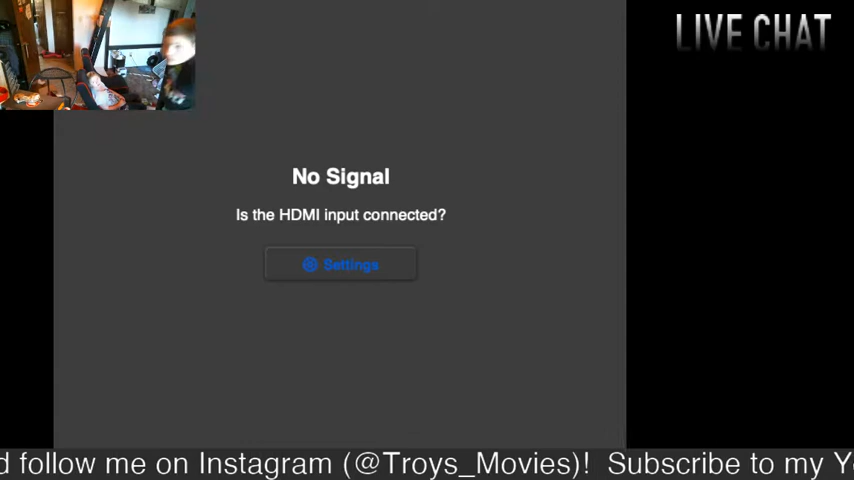 LIVE CHAT
No Signal
Is the HDMI input connected?
Settings
follow me on Instagram (@Troys_Movies)! Subscribe to my